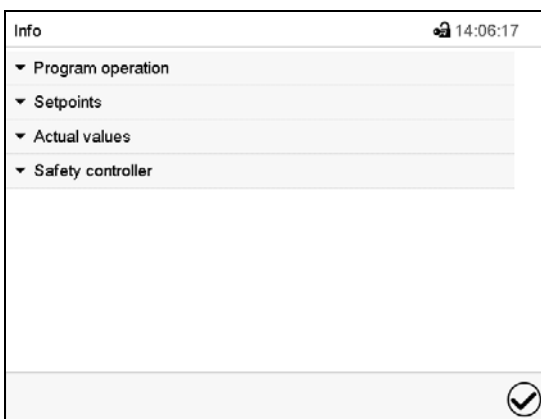 Info 14:06:17
Program operation
Setpoints
Actual values
Safety controller